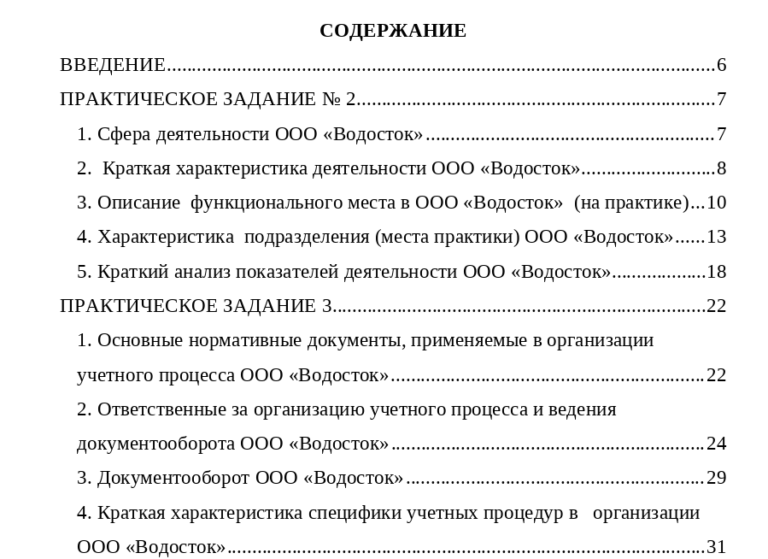 СОДЕРЖАНИЕ
ВВЕДЕНИЕ....................................................................................................................6
ПРАКТИЧЕСКОЕ ЗАДАНИЕ № 2........................................................................7
1. Сфера деятельности ООО «Водосток»..........................................................7
2.  Краткая характеристика деятельности ООО «Водосток»...........................8
3. Описание  функционального места в ООО «Водосток»  (на практике)...10
4. Характеристика  подразделения (места практики) ООО «Водосток»......13
5. Краткий анализ показателей деятельности ООО «Водосток»...................18
ПРАКТИЧЕСКОЕ ЗАДАНИЕ 3...........................................................................22
1. Основные нормативные документы, применяемые в организации
учетного процесса ООО «Водосток»...............................................................22
2. Ответственные за организацию учетного процесса и ведения
документооборота ООО «Водосток»...............................................................24
3. Документооборот ООО «Водосток»............................................................29
4. Краткая характеристика специфики учетных процедур в   организации
ООО «Водосток»................................................................................................31